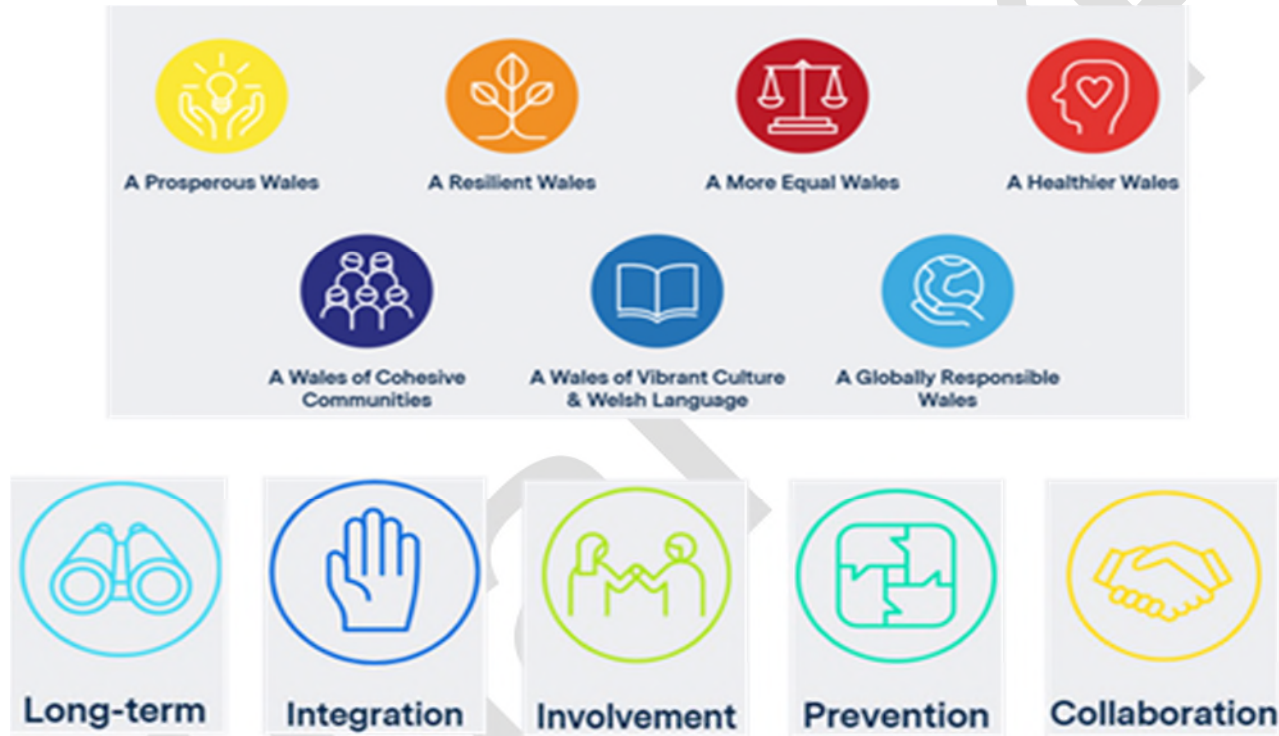 A Prosperous Wales
A Resilient Wales
A More Equal Wales
A Healthier Wales
A Wales of Cohesive
Communities
A Wales of Vibrant Culture
& Welsh Language
A Globally Responsible
Wales
Long-term
Integration
Involvement
Prevention
Collaboration